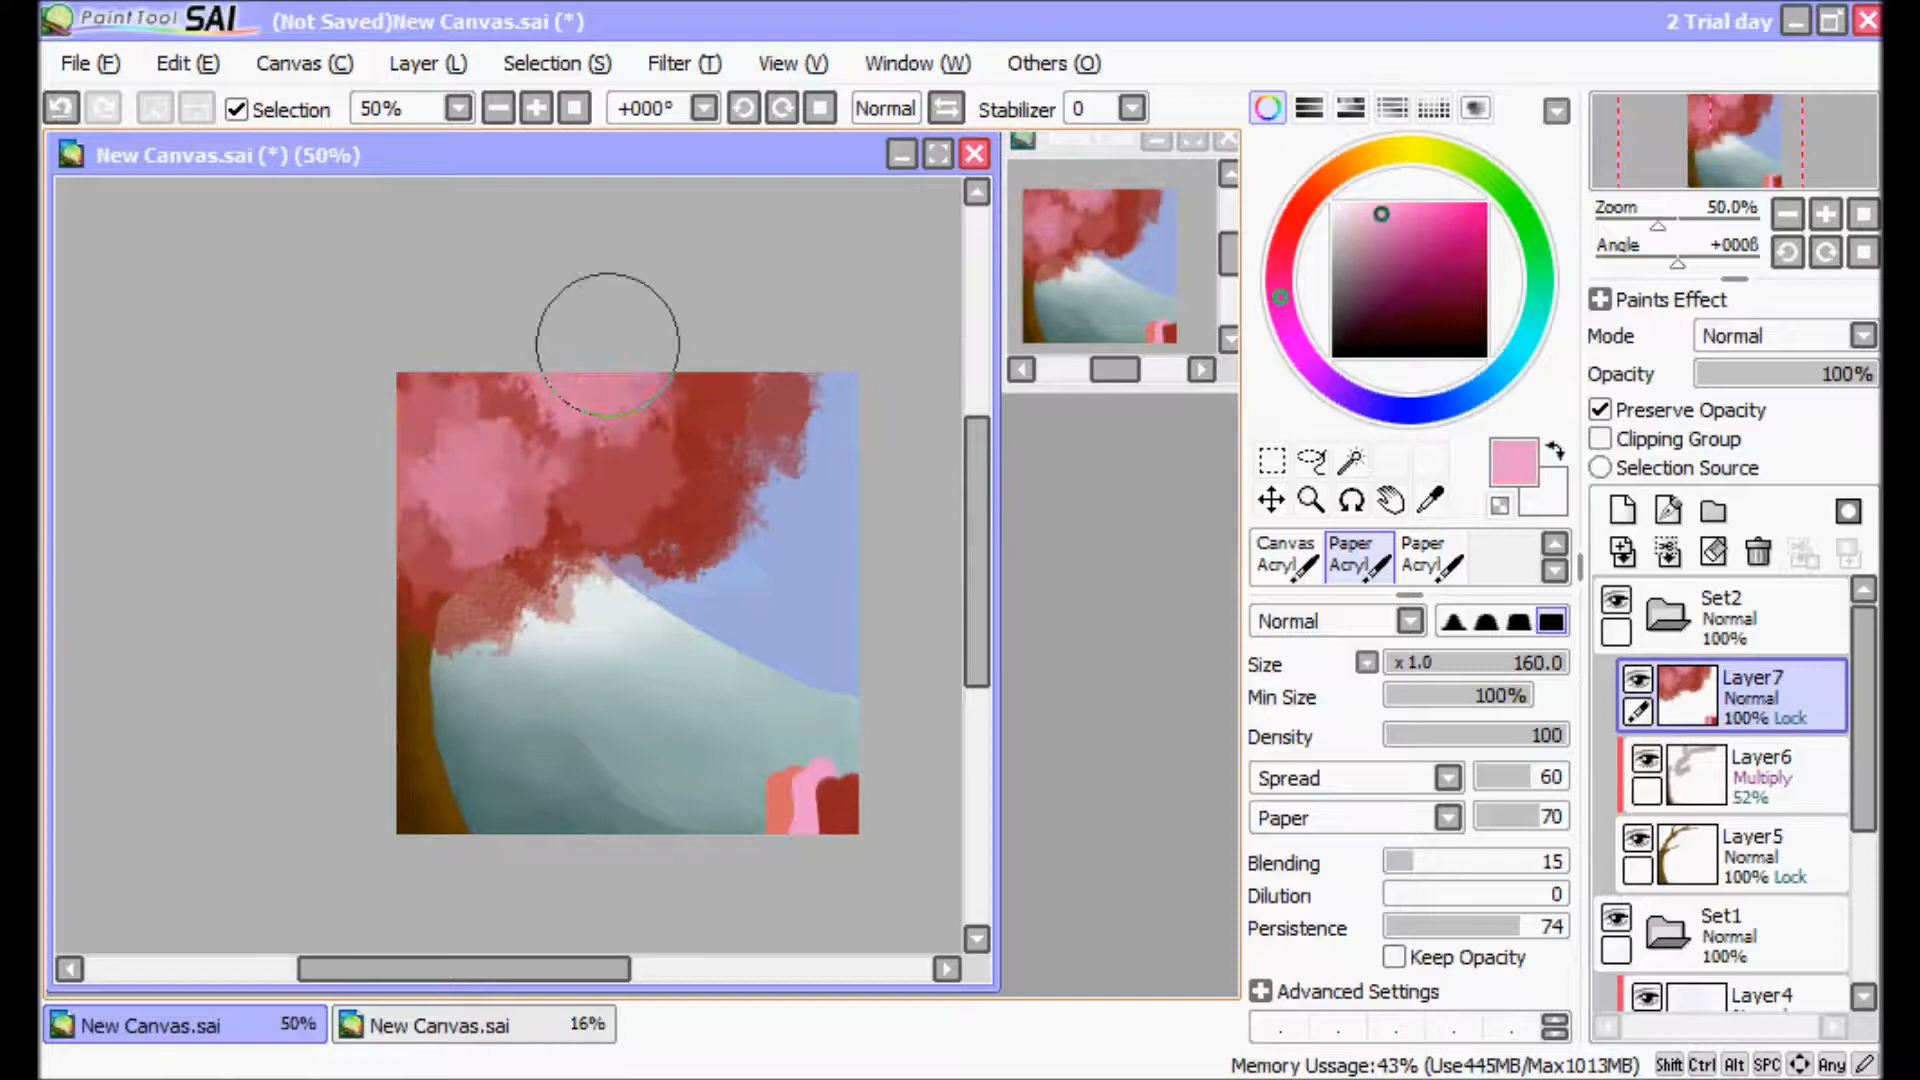 PaintTool SAI (Not Saved)New Canvas.sai (*) 2 Trial day
File (F) Edit (E) Canvas (C) Layer (L) Selection (S) Filter (T) View (V) Window (W) Others (O)
Selection 50% +000° Normal Stabilizer 0
New Canvas.sai (*) (50%)
Zoom 50.0%
Angle +000ß
Paints Effect
Mode Normal
Opacity 100%
Preserve Opacity
Clipping Group
Selection Source
Canvas Acryl
Paper Acryl
Paper Acryl
Normal
Size x 1.0 160.0
Min Size 100%
Density 100
Spread 60
Paper 70
Blending 15
Dilution 0
Persistence 74
Keep Opacity
Advanced Settings
Set2
Normal
100%
Layer7
Normal
100% Lock
Layer6
Multiply
52%
Layer5
Normal
100% Lock
Set1
Normal
100%
Layer4
New Canvas.sai 50% New Canvas.sai 16%
Memory Ussage:43% (Use445MB/Max1013MB) Shift Ctrl Alt SPC Any